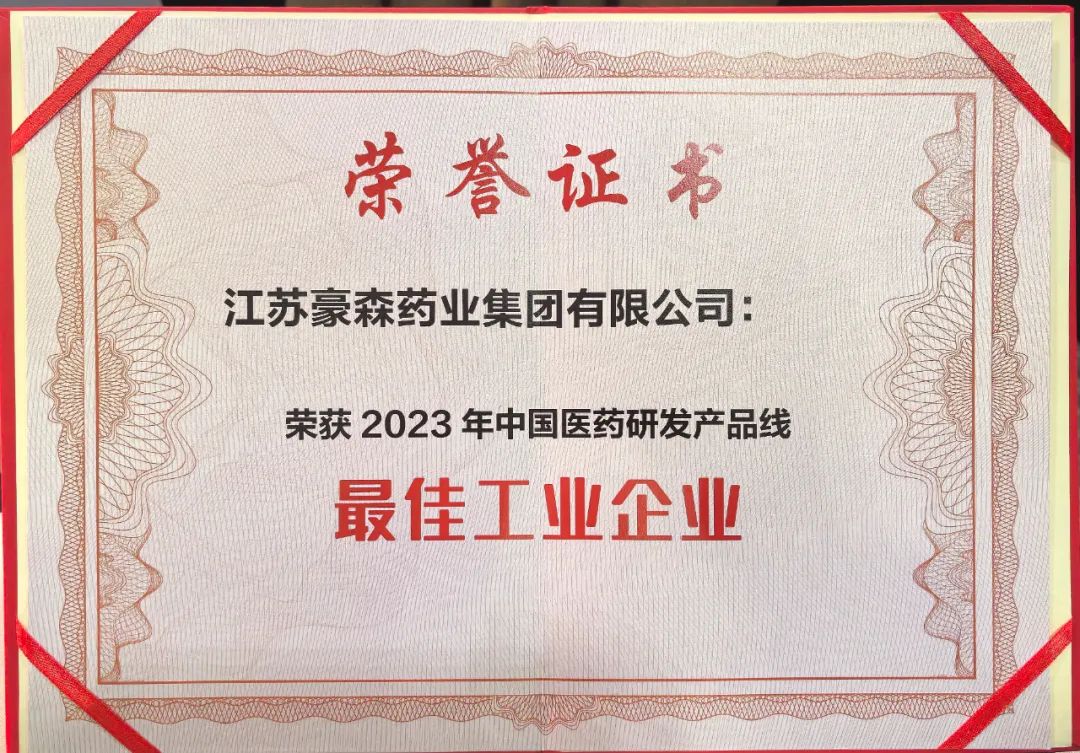 荣誉证书
江苏豪森药业集团有限公司：
荣获 2023 年中国医药研发产品线
最佳工业企业